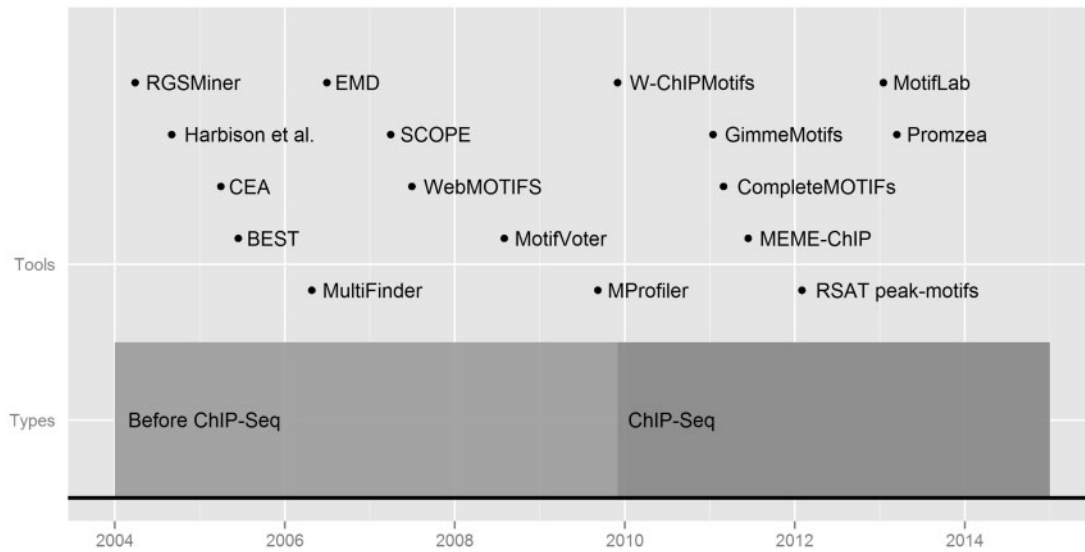 RGSMiner EMD W-ChIPMotifs MotifLab
Harbison et al. SCOPE GimmeMotifs Promzea
CEA WebMOTIFS CompleteMOTIFs
BEST MotifVoter MEME-ChIP
Tools
MultiFinder MProfiler RSAT peak-motifs
Types Before ChIP-Seq ChIP-Seq
2004 2006 2008 2010 2012 2014